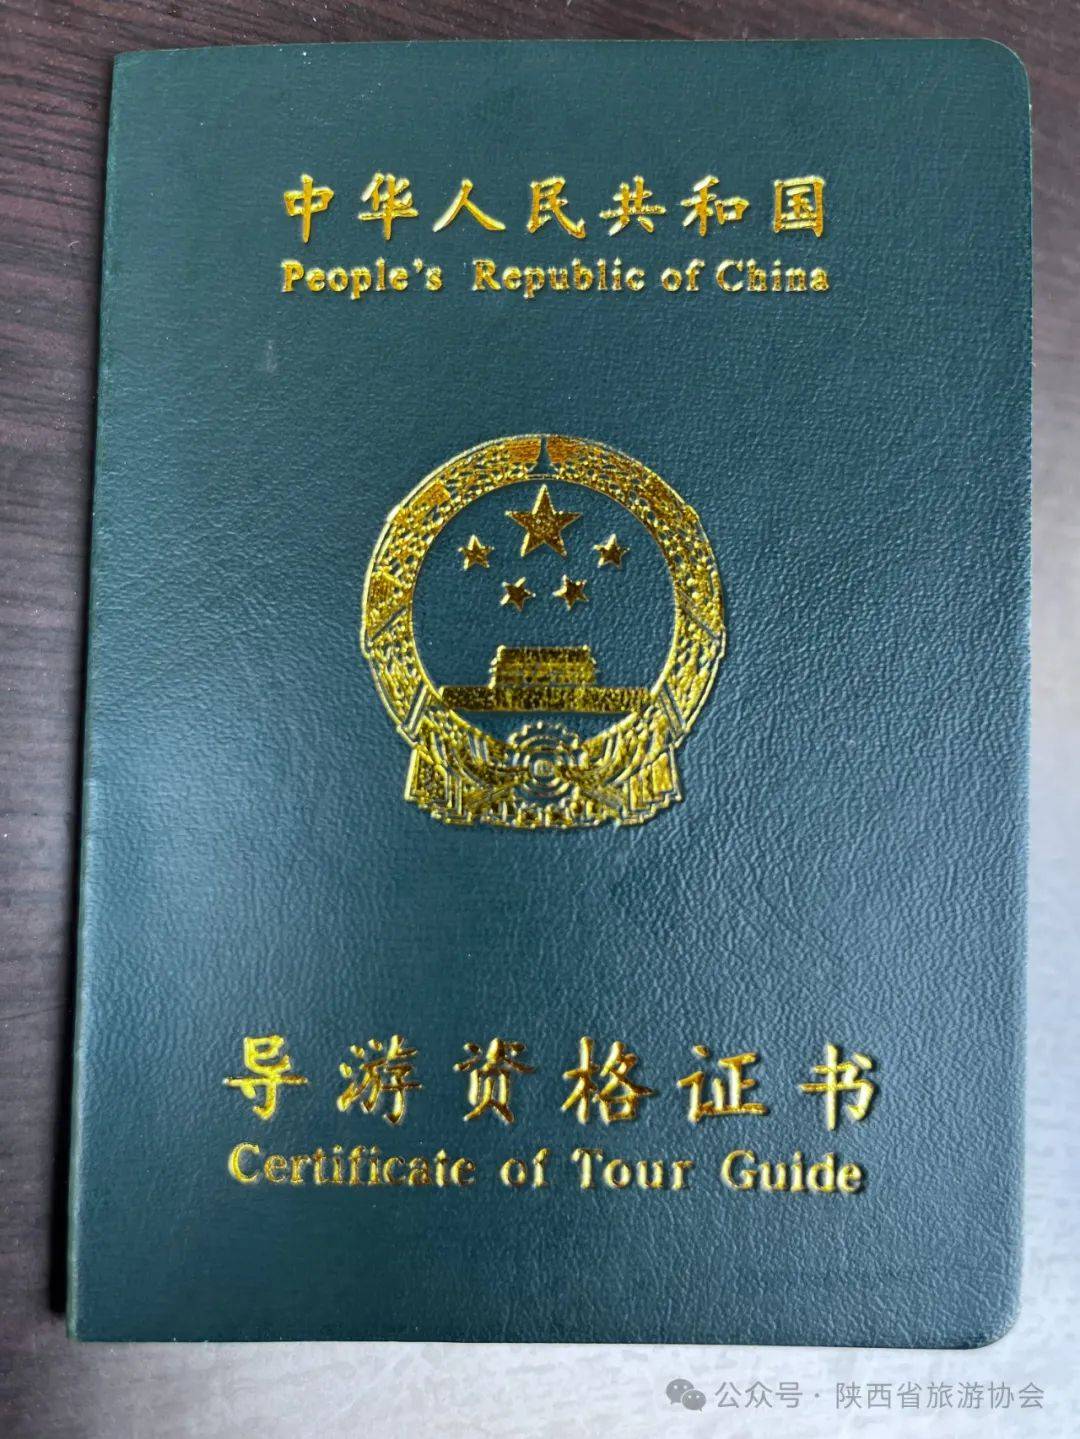 中华人民共和国
People's Republic of China
导游资格证书
Certificate of Tour Guide
公众号·陕西省旅游协会